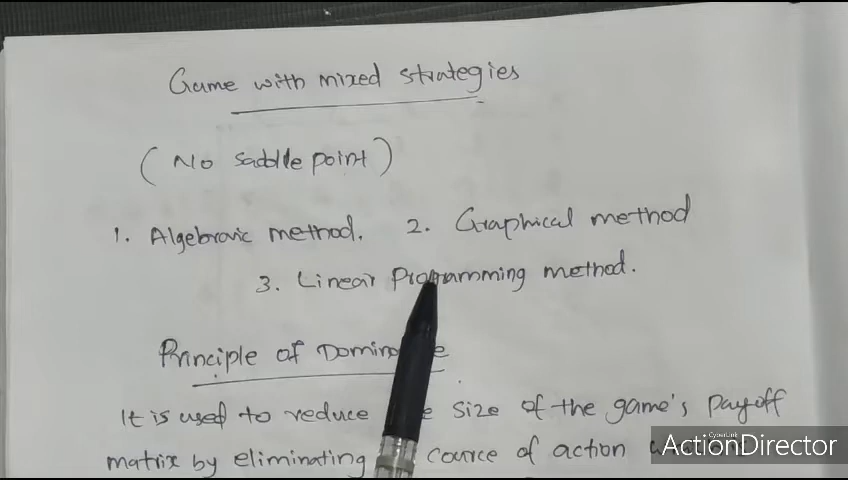 Game with mixed strategies
(No saddle point)
1. Algebraic method. 2. Graphical method
3. Linear Programming method.
Principle of
It is used to reduce size of the game's payoff
matrix by eliminating cource of action
CyberLink
ActionDirector